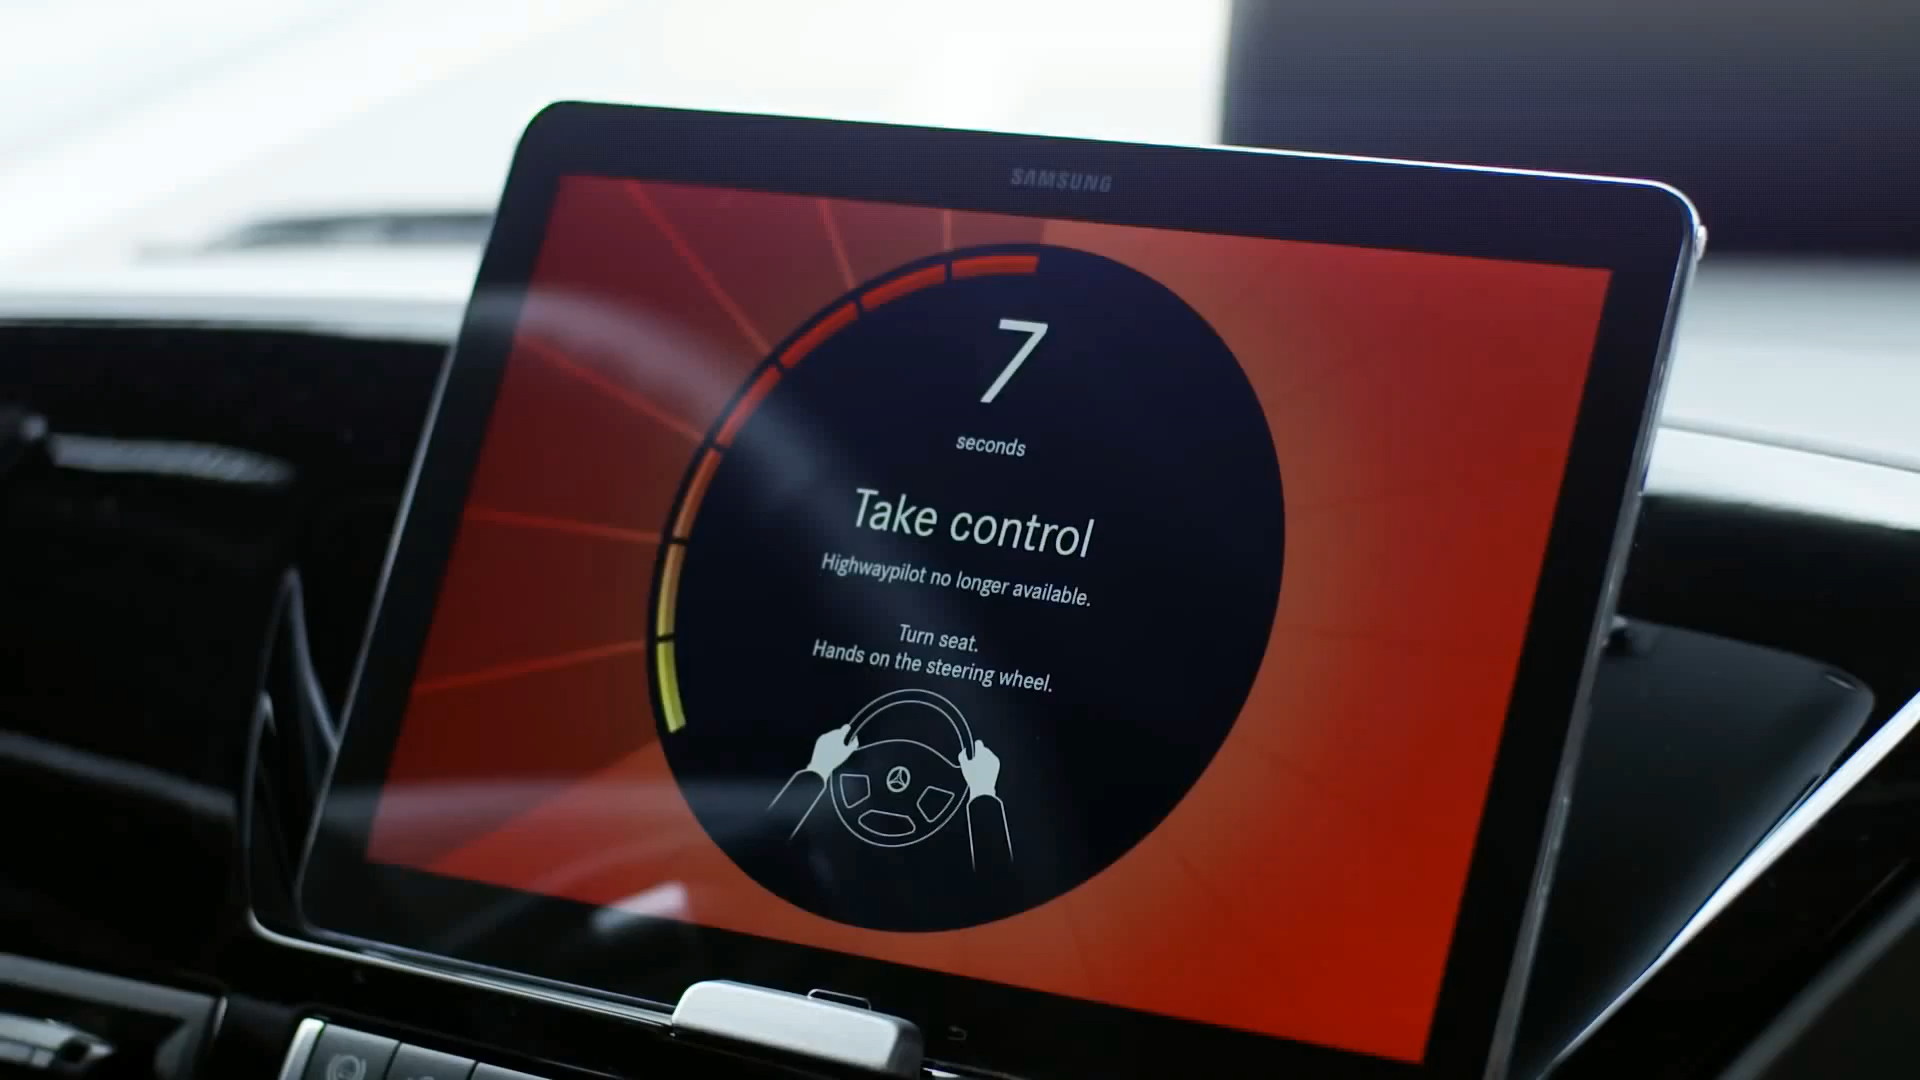 SAMSUNG
7
seconds
Take control
Highwaypilot no longer available.
Turn seat.
Hands on the steering wheel.